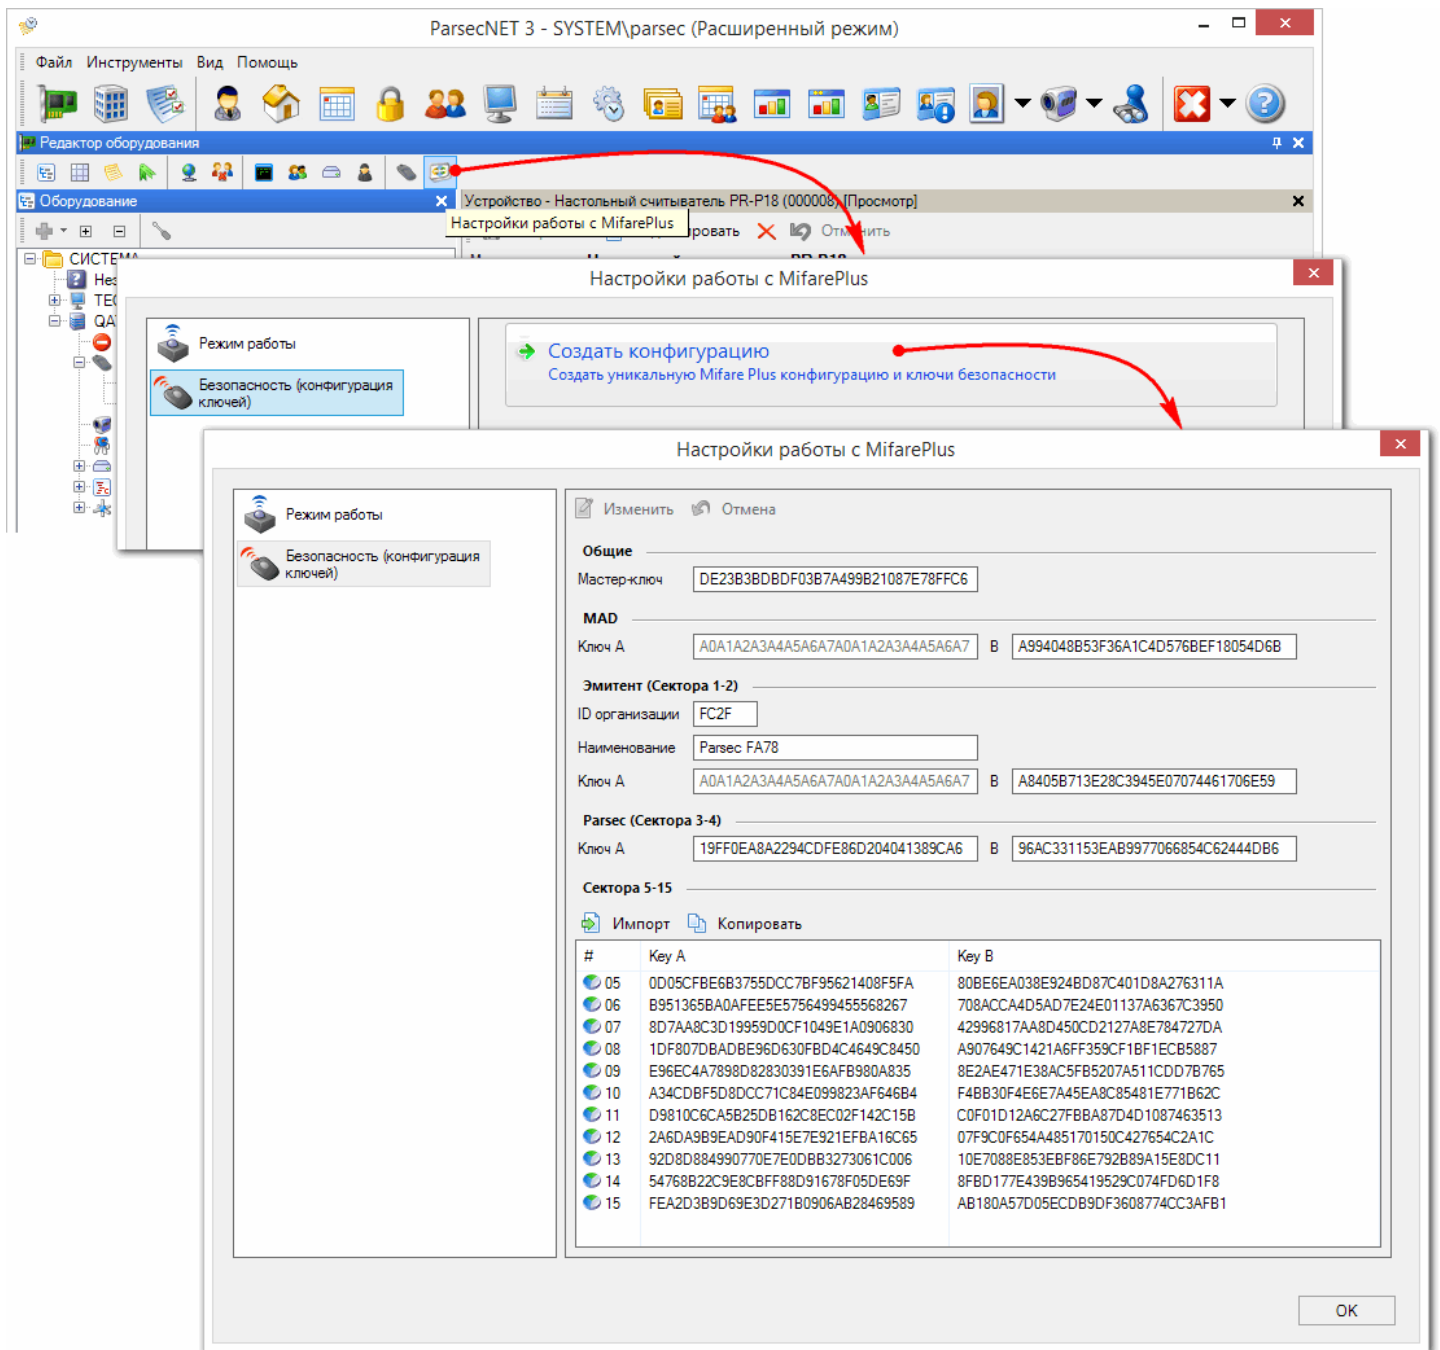 ParsecNET 3 - SYSTEM\parsec (Расширенный режим)
Файл Инструменты Вид Помощь
Редактор оборудования
Оборудование
Устройство - Настольный считыватель PR-P18 (000008) [Просмотр]
Настройки работы с MifarePlus
СИСТЕМА
QA
Настройки работы с MifarePlus
Режим работы
Безопасность (конфигурация
ключей)
Создать конфигурацию
Создать уникальную Mifare Plus конфигурацию и ключи безопасности
Настройки работы с MifarePlus
Режим работы
Безопасность (конфигурация
ключей)
Изменить Отмена
Общие
Мастер-ключ DE23B3BDBDF03B7A499B21087E78FFC6
MAD
Ключ A A0A1A2A3A4A5A6A7A0A1A2A3A4A5A6A7 B A994048B53F36A1C4D576BEF18054D6B
Эмитент (Сектора 1-2)
ID организации FC2F
Наименование Parsec FA78
Ключ A A0A1A2A3A4A5A6A7A0A1A2A3A4A5A6A7 B A8405B713E28C3945E07074461706E59
Parsec (Сектора 3-4)
Ключ A 19FF0EA8A2294CDFE86D204041389CA6 B 96AC331153EAB9977066854C62444DB6
Сектора 5-15
Импорт Копировать
# Key A Key B
05 0D05CFBE6B3755DCC7BF95621408F5FA 80BE6EA038E924BD87C401D8A276311A
06 B951365BA0AFEE5E5756499455568267 708ACCA4D5AD7E24E01137A6367C3950
07 8D7AA8C3D19959D0CF1049E1A0906830 42996817AA8D450CD2127A8E784727DA
08 1DF807DBADBE96D630FBD4C4649C8450 A907649C1421A6FF359CF1BF1ECB5887
09 E96EC4A7898D82830391E6AFB980A835 8E2AE471E38AC5FB5207A511CDD7B765
10 A34CDBF5D8DCC71C84E099823AF646B4 F4BB30F4E6E7A45EA8C85481E771B62C
11 D9810C6CA5B25DB162C8EC02F142C15B C0F01D12A6C27FBBA87D4D1087463513
12 2A6DA9B9EAD90F415E7E921EFBA16C65 07F9C0F654A485170150C427654C2A1C
13 92D8D884990770E7E0DBB3273061C006 10E7088E853EBF86E792B89A15E8DC11
14 54768B22C9E8CBFF88D91678F05DE69F 8FBD177E439B965419529C074FD6D1F8
15 FEA2D3B9D69E3D271B0906AB28469589 AB180A57D05ECDB9DF3608774CC3AFB1
OK